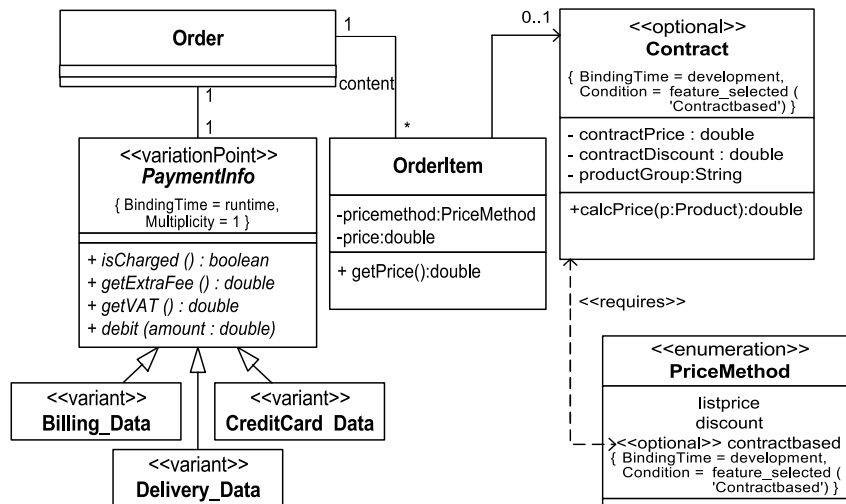 Order
1
content
*
1
1
<<variationPoint>>
PaymentInfo
{ BindingTime = runtime,
Multiplicity = 1 }
+ isCharged () : boolean
+ getExtraFee () : double
+ getVAT () : double
+ debit (amount : double)
<<variant>>
Billing_Data
<<variant>>
CreditCard_Data
<<variant>>
Delivery_Data
OrderItem
-pricemethod:PriceMethod
-price:double
+ getPrice():double
0..1
<<optional>>
Contract
{ BindingTime = development,
Condition = feature_selected (
'Contractbased') }
- contractPrice : double
- contractDiscount : double
- productGroup:String
+calcPrice(p:Product):double
<<requires>>
<<enumeration>>
PriceMethod
listprice
discount
<<optional>> contractbased
{ BindingTime = development,
Condition = feature_selected (
'Contractbased') }